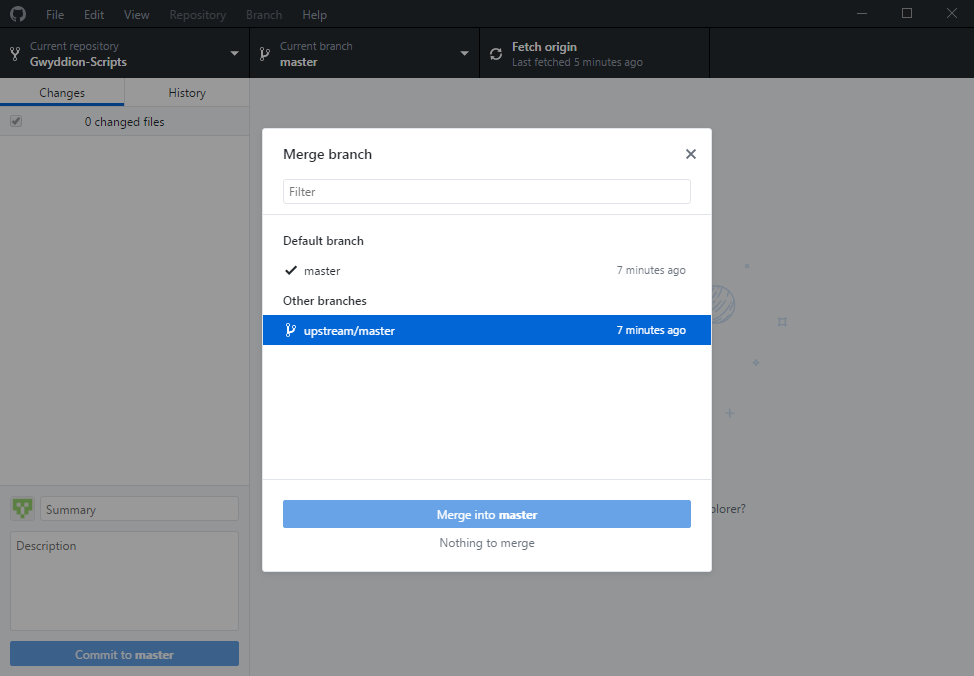 File Edit View Repository Branch Help
Current repository
Gwyddion-Scripts
Current branch
master
Fetch origin
Last fetched 5 minutes ago
Changes History
0 changed files
Merge branch
Filter
Default branch
master 7 minutes ago
Other branches
upstream/master 7 minutes ago
Merge into master
Nothing to merge
plorer?
Summary
Description
Commit to master